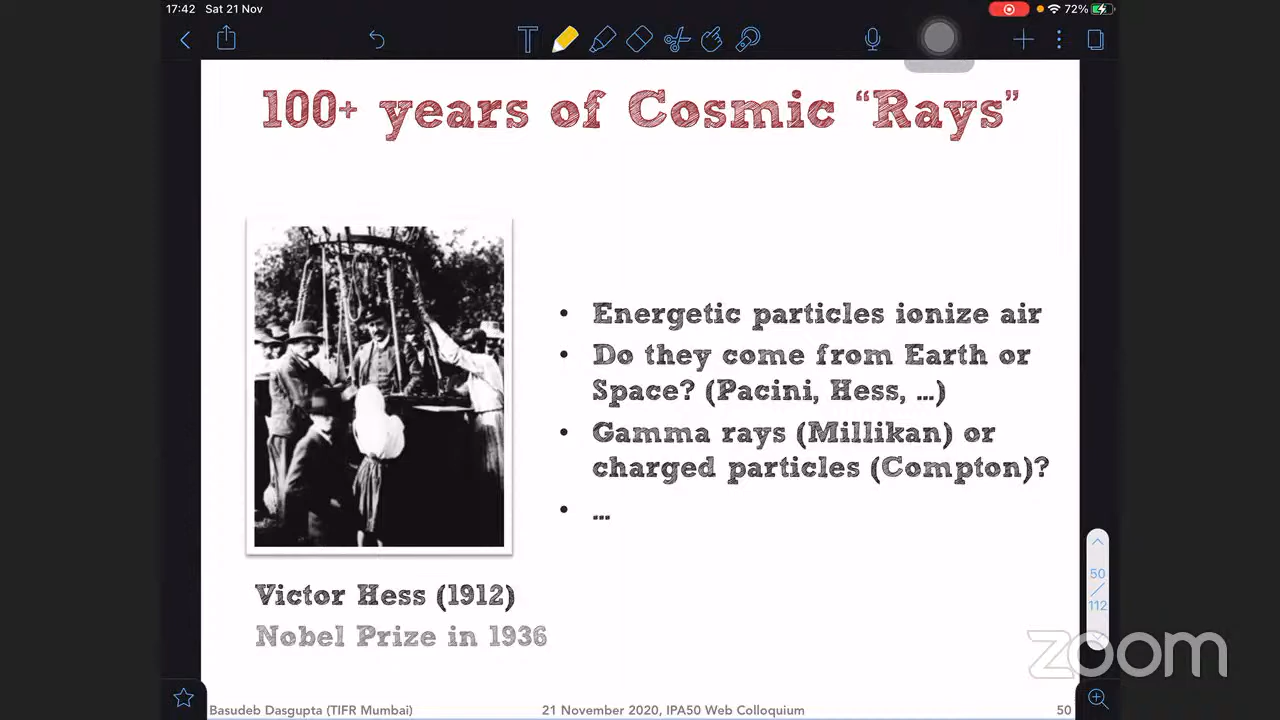 17:42 Sat 21 Nov
72%
T
100+ years of Cosmic “Rays”
• Energetic particles ionize air
• Do they come from Earth or
Space? (Pacini, Hess, …)
• Gamma rays (Millikan) or
charged particles (Compton)?
• …
Victor Hess (1912)
Nobel Prize in 1936
50
/
112
zoom
Basudeb Dasgupta (TIFR Mumbai) 21 November 2020, IPA50 Web Colloquium 50